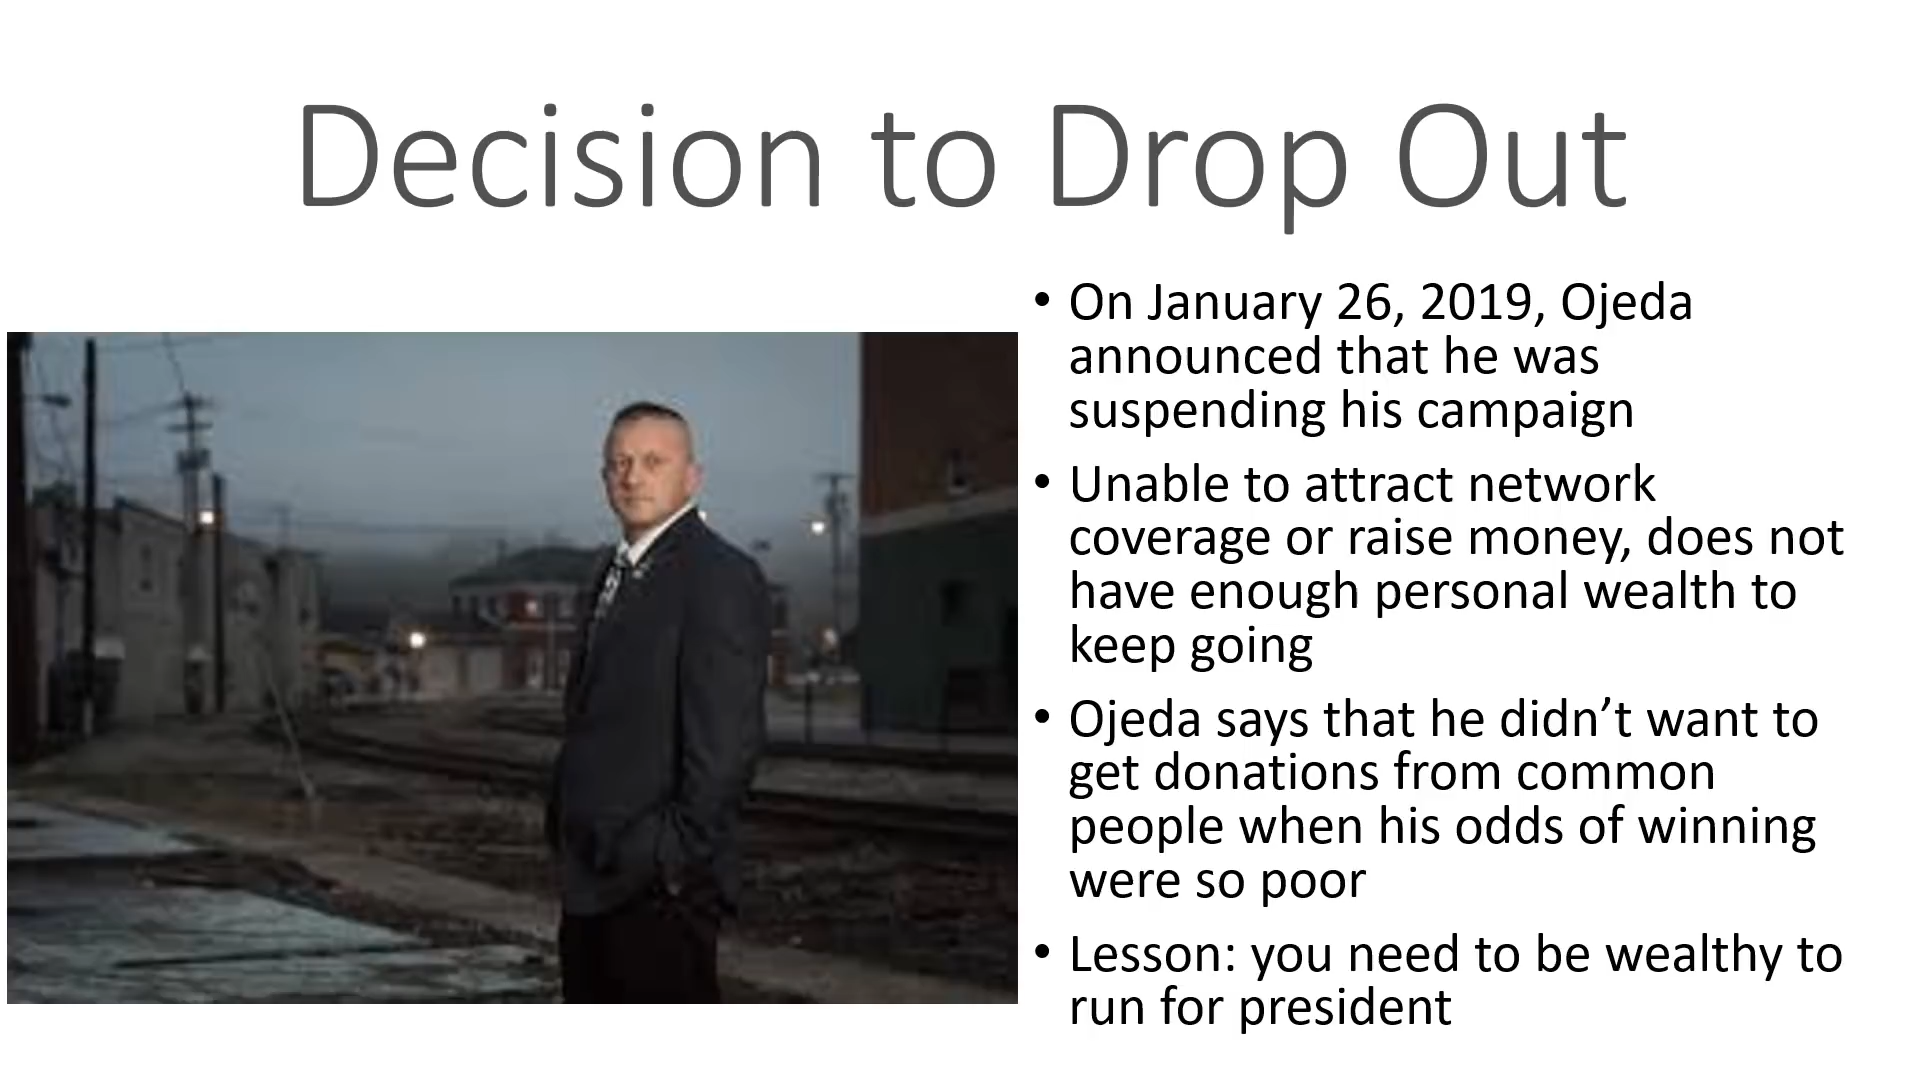 Decision to Drop Out
• On January 26, 2019, Ojeda
announced that he was
suspending his campaign
• Unable to attract network
coverage or raise money, does not
have enough personal wealth to
keep going
• Ojeda says that he didn’t want to
get donations from common
people when his odds of winning
were so poor
• Lesson: you need to be wealthy to
run for president